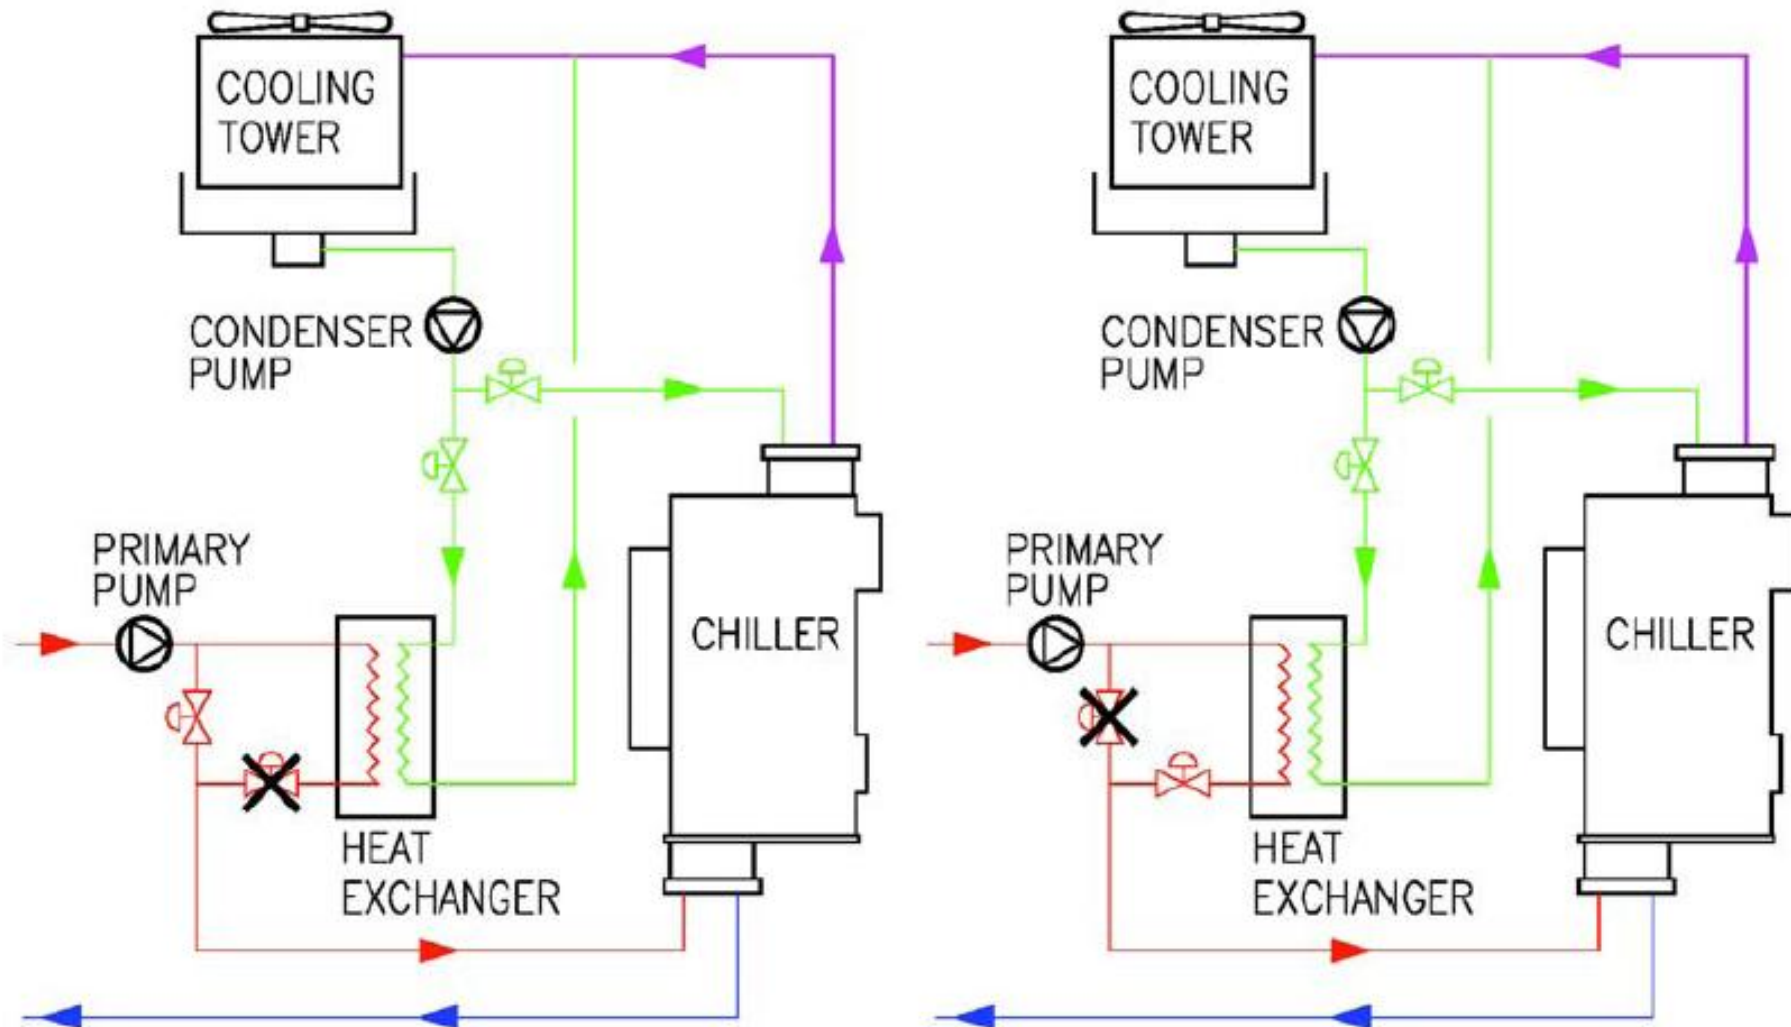 COOLING
TOWER
CONDENSER
PUMP
PRIMARY
PUMP
CHILLER
HEAT
EXCHANGER
COOLING
TOWER
CONDENSER
PUMP
PRIMARY
PUMP
CHILLER
HEAT
EXCHANGER